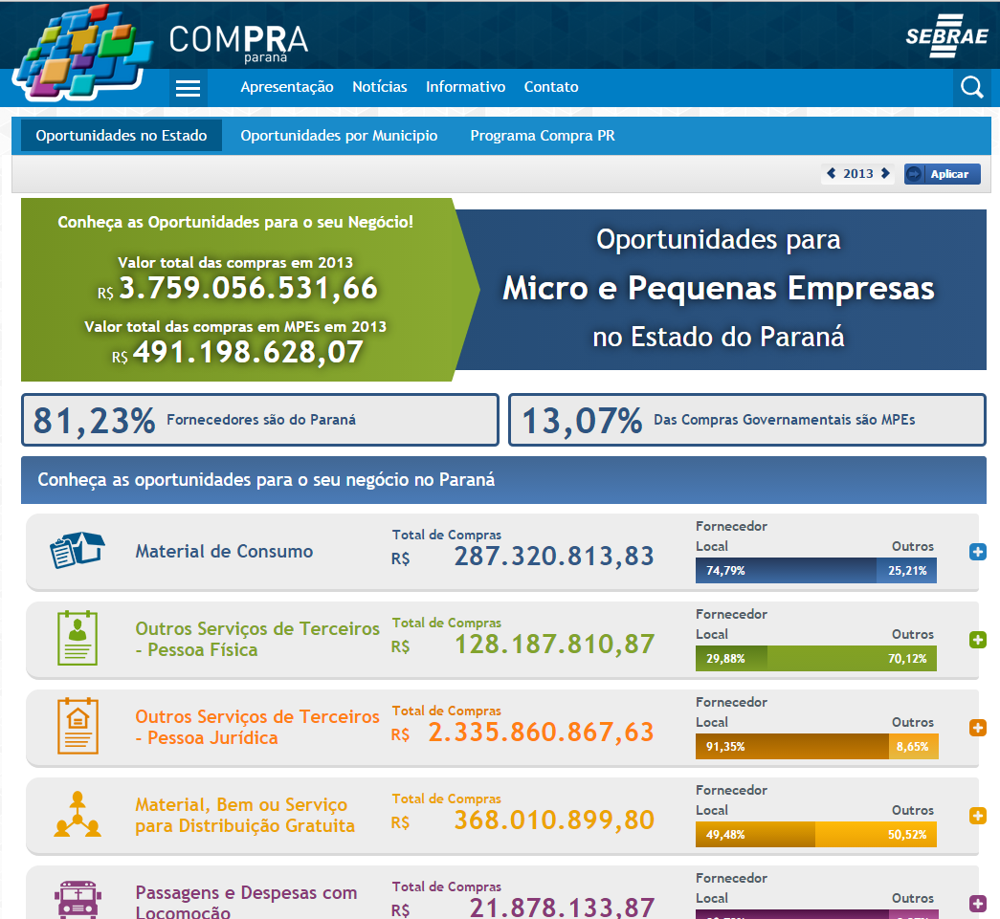 COMPRA
paraná
SEBRAE
Apresentação Notícias Informativo Contato
Oportunidades no Estado Oportunidades por Municipio Programa Compra PR
2013 Aplicar
Conheça as Oportunidades para o seu Negócio!
Valor total das compras em 2013
R$ 3.759.056.531,66
Valor total das compras em MPEs em 2013
R$ 491.198.628,07
Oportunidades para
Micro e Pequenas Empresas
no Estado do Paraná
81,23% Fornecedores são do Paraná
13,07% Das Compras Governamentais são MPEs
Conheça as oportunidades para o seu negócio no Paraná
Material de Consumo
Total de Compras
R$ 287.320.813,83
Fornecedor
Local Outros
74,79% 25,21%
Outros Serviços de Terceiros
- Pessoa Física
Total de Compras
R$ 128.187.810,87
Fornecedor
Local Outros
29,88% 70,12%
Outros Serviços de Terceiros
- Pessoa Jurídica
Total de Compras
R$ 2.335.860.867,63
Fornecedor
Local Outros
91,35% 8,65%
Material, Bem ou Serviço
para Distribuição Gratuita
Total de Compras
R$ 368.010.899,80
Fornecedor
Local Outros
49,48% 50,52%
Passagens e Despesas com
Locomoção
Total de Compras
R$ 21.878.133,87
Fornecedor
Local Outros